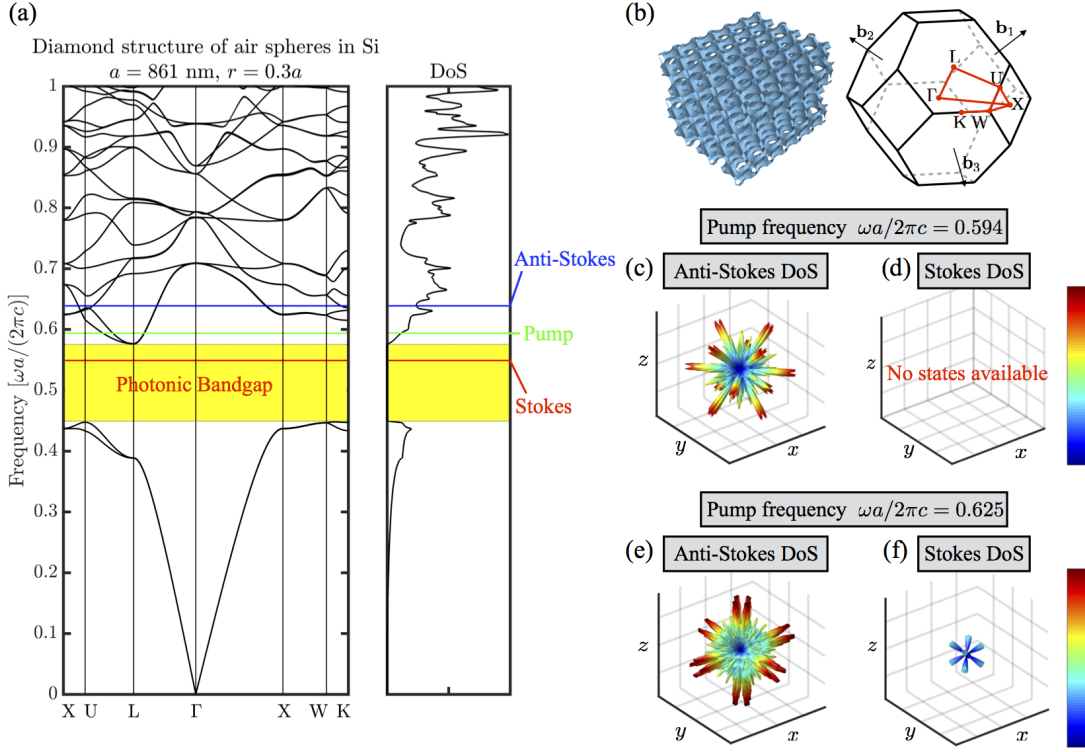 (a)
Diamond structure of air spheres in Si
a = 861 nm, r = 0.3a
DoS
Frequency [ωa/(2πc)]
1
0.9
0.8
0.7
0.6
0.5
0.4
0.3
0.2
0.1
0
X U L Γ X W K
Photonic Bandgap
Anti-Stokes
Pump
Stokes
(b)
b₁
b₂
b₃
L
U
Γ
X
K
W
Pump frequency ωa/2πc = 0.594
(c)
Anti-Stokes DoS
z
y
x
(d)
Stokes DoS
No states available
z
y
x
Pump frequency ωa/2πc = 0.625
(e)
Anti-Stokes DoS
z
y
x
(f)
Stokes DoS
z
y
x